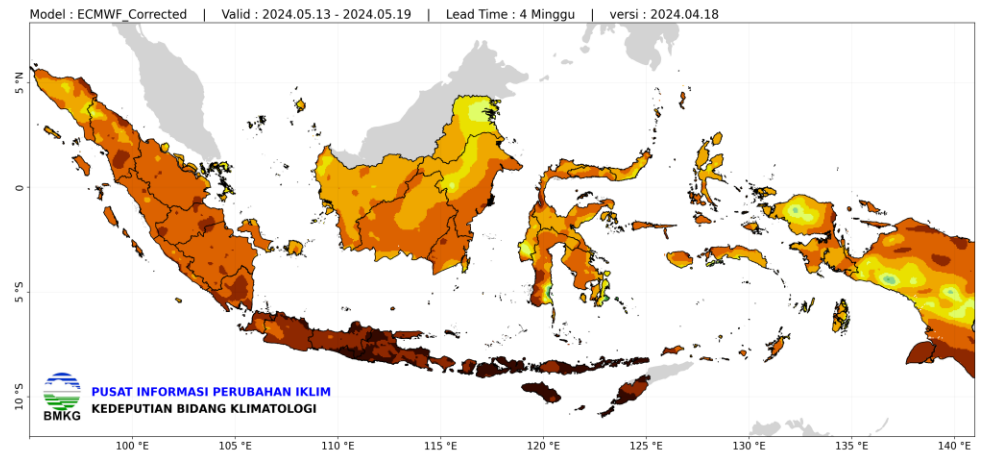 Model : ECMWF_Corrected | Valid : 2024.05.13 - 2024.05.19 | Lead Time : 4 Minggu | versi : 2024.04.18
5 °N
0
5 °S
10 °S
BMKG
PUSAT INFORMASI PERUBAHAN IKLIM
KEDEPUTIAN BIDANG KLIMATOLOGI
100 °E 105 °E 110 °E 115 °E 120 °E 125 °E 130 °E 135 °E 140 °E